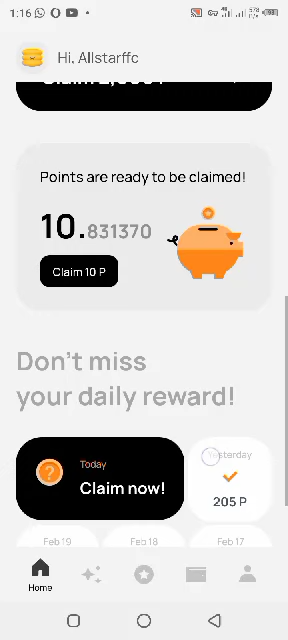 1:16
Hi, Allstarffc
Points are ready to be claimed!
10.831370
Claim 10 P
Don't miss
your daily reward!
Today
Claim now!
Yesterday
205 P
Feb 19 Feb 18 Feb 17
Home